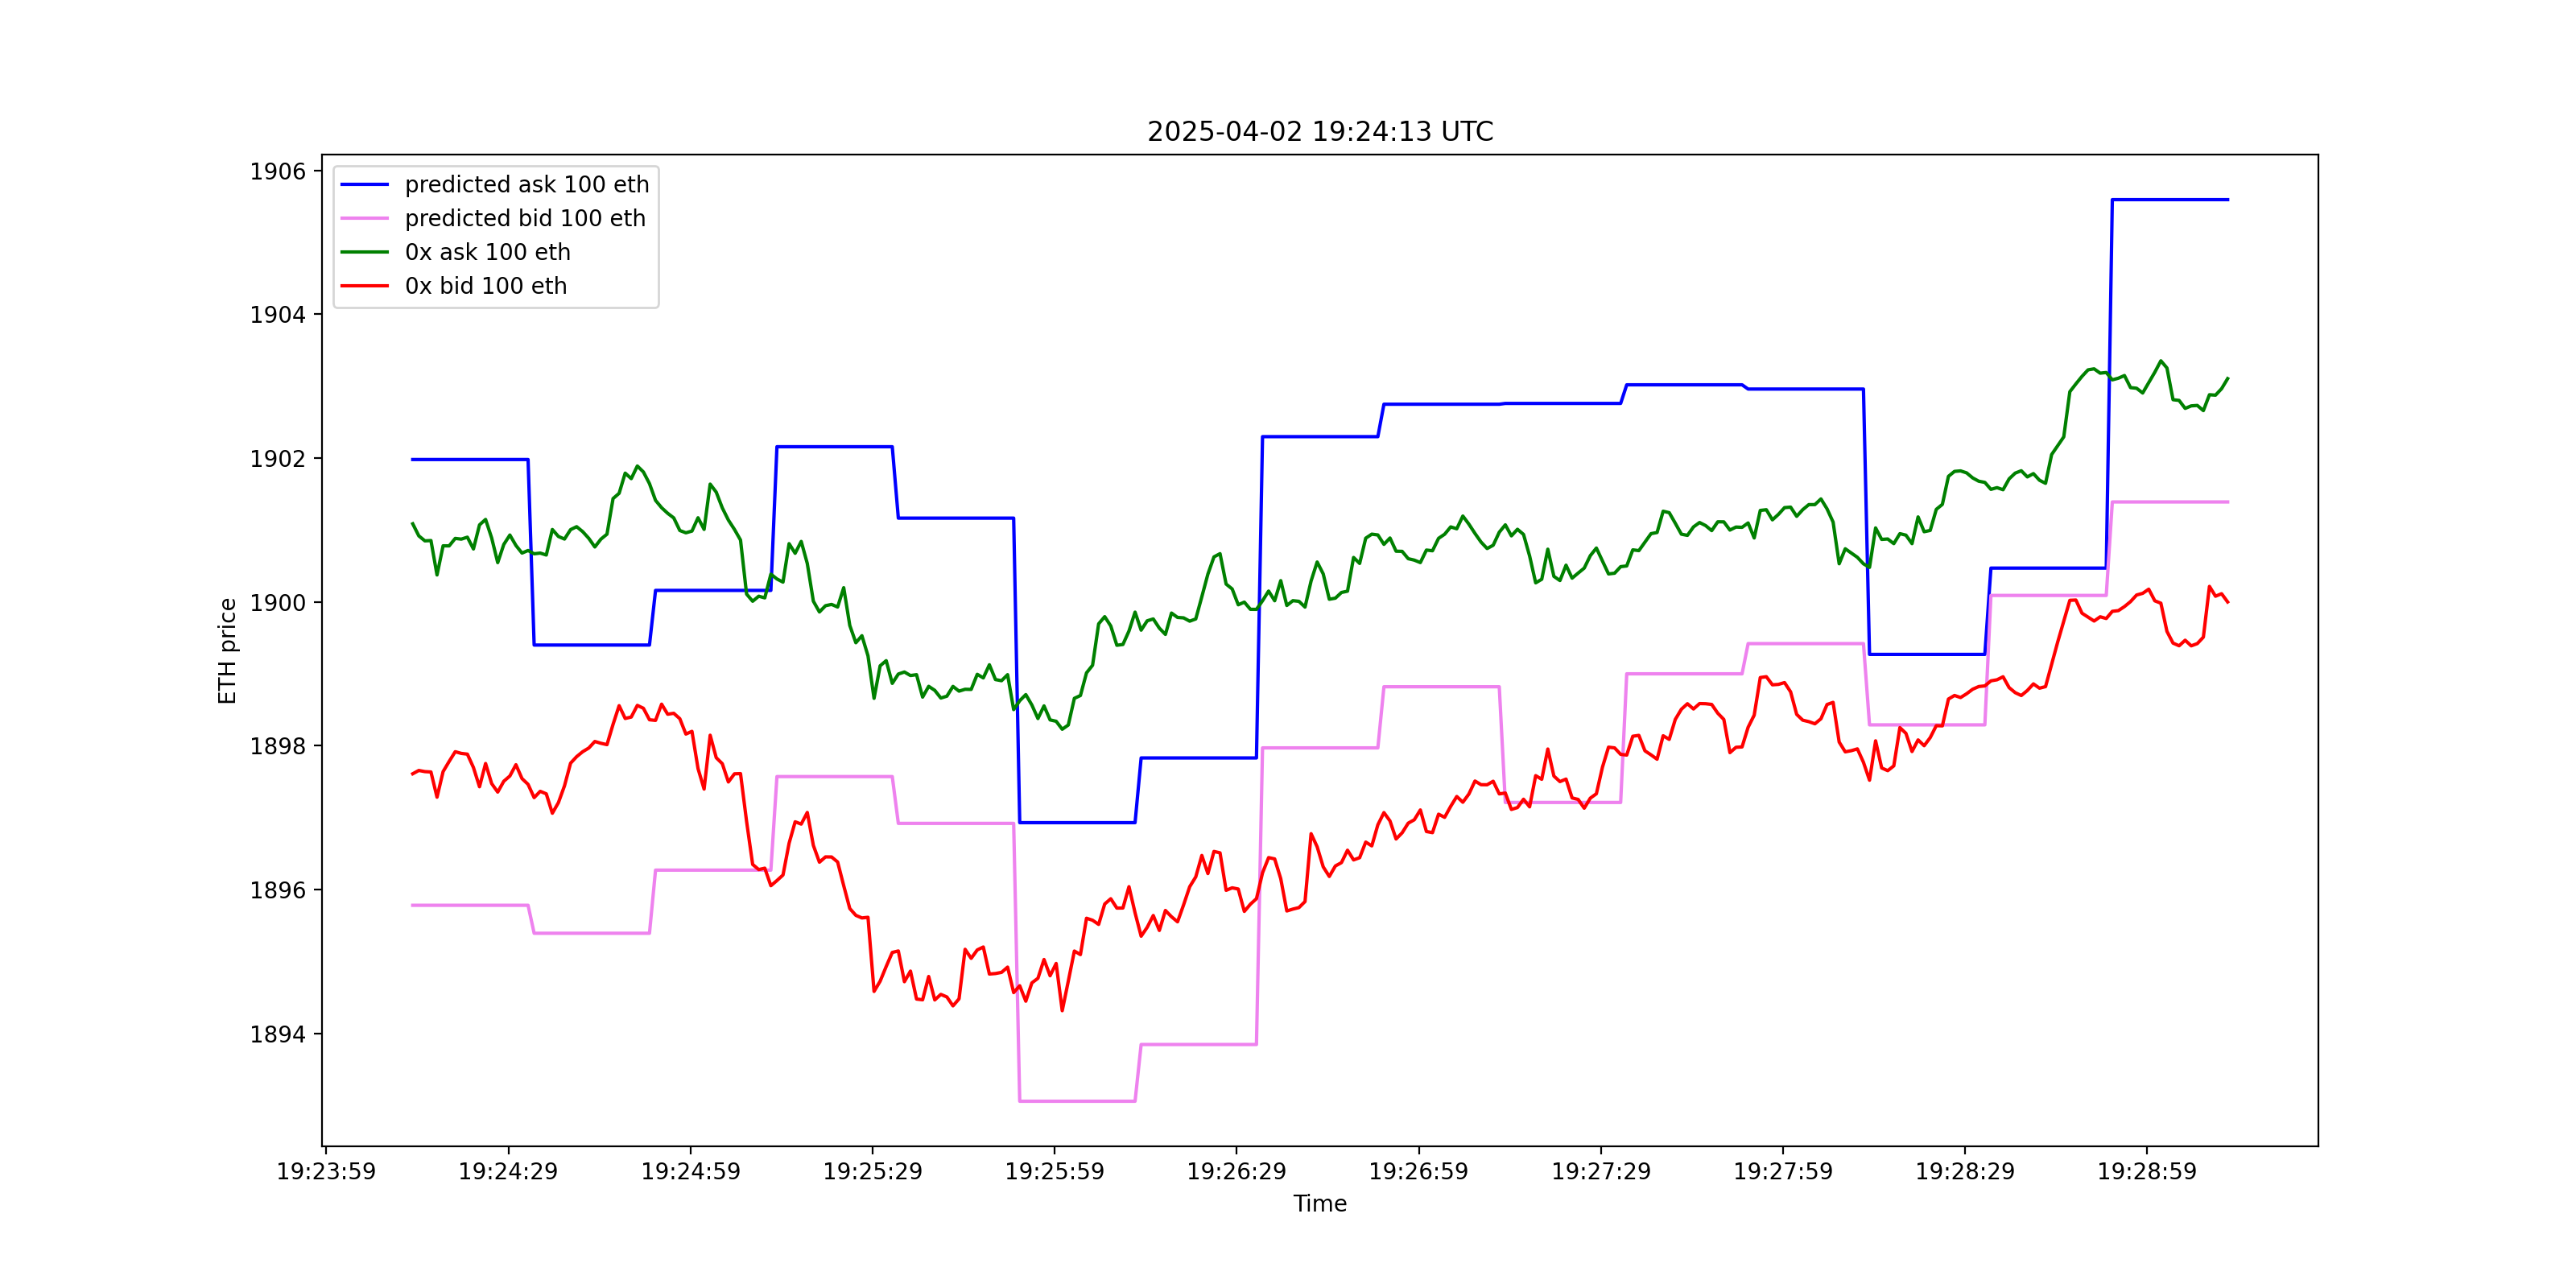 2025-04-02 19:24:13 UTC
predicted ask 100 eth
predicted bid 100 eth
0x ask 100 eth
0x bid 100 eth
1906
1904
1902
1900
1898
1896
1894
ETH price
19:23:59 19:24:29 19:24:59 19:25:29 19:25:59 19:26:29 19:26:59 19:27:29 19:27:59 19:28:29 19:28:59
Time